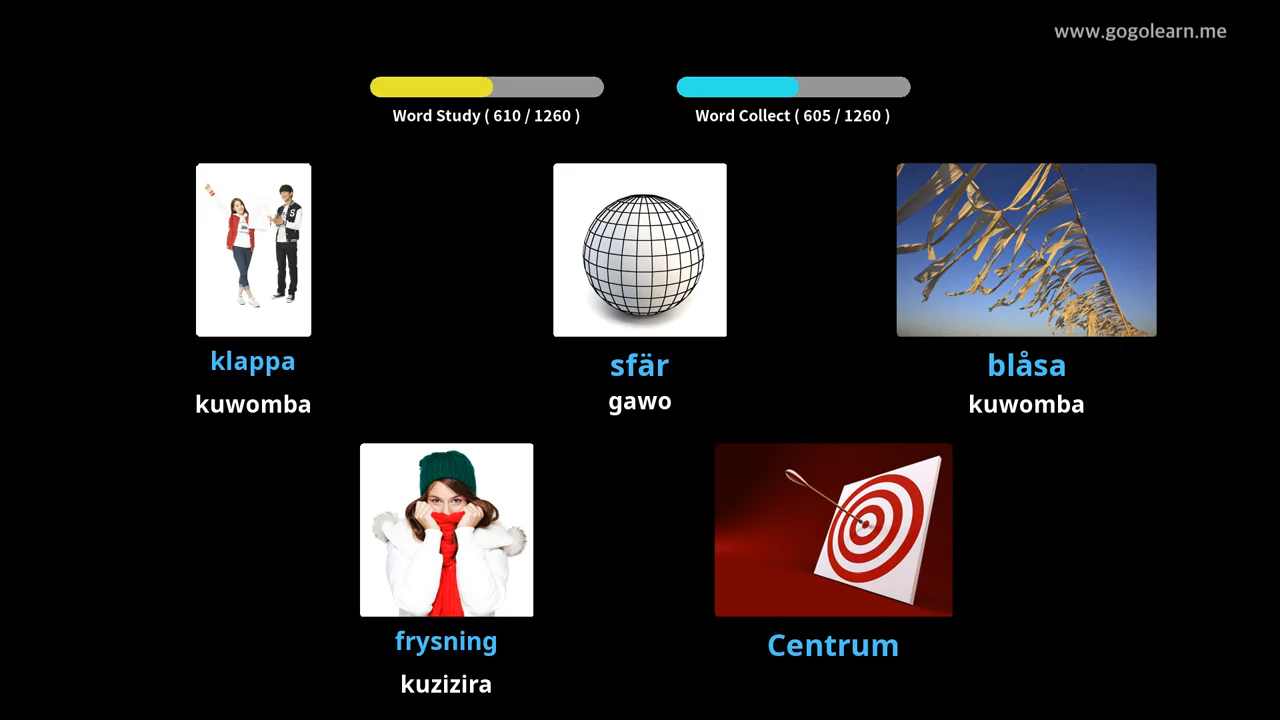 www.gogolearn.me
Word Study ( 610 / 1260 )
Word Collect ( 605 / 1260 )
klappa
kuwomba
sfär
gawo
blåsa
kuwomba
frysning
kuzizira
Centrum